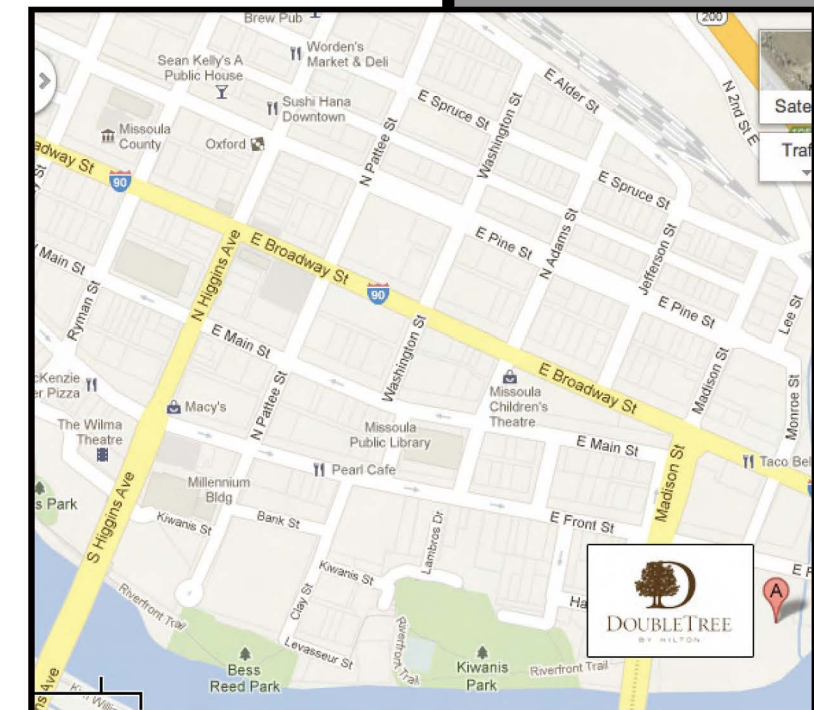 Brew Pub
200
Sean Kelly's A
Public House
Worden's
Market & Deli
E Alder St
N 2nd St E
Sate
Traf
Sushi Hana
Downtown
E Spruce St
Washington St
Missoula
County
Oxford
N Pattee St
adway St
90
E Spruce St
N Adams St
Jefferson St
E Pine St
N Higgins Ave
E Broadway St
90
Main St
Ryman St
E Pine St
Lee St
E Main St
Washington St
E Broadway St
Madison St
Monroe St
cKenzie
er Pizza
N Pattee St
Macy's
Missoula
Children's
Theatre
The Wilma
Theatre
Missoula
Public Library
E Main St
Madison St
Taco Bel
Pearl Cafe
Millennium
Bldg
s Park
S Higgins Ave
Kiwanis St
Bank St
Lambros Dr
E Front St
Kiwanis St
Clay St
Riverfront Trail
Ha
DOUBLETREE
BY HILTON
E F
A
Levasseur St
Riverfront Trail
Bess
Reed Park
Kiwanis
Park
Riverfront Trail
ns Ave